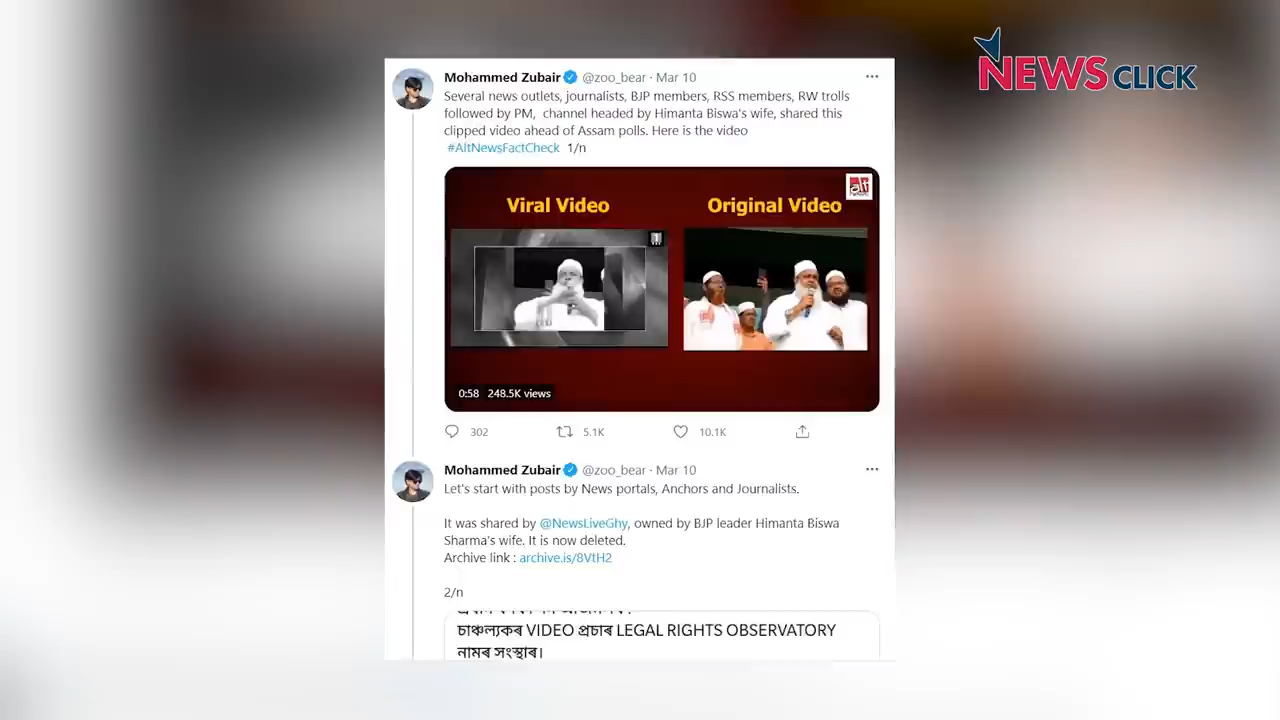 NEWS CLICK
Mohammed Zubair @zoo_bear · Mar 10
Several news outlets, journalists, BJP members, RSS members, RW trolls
followed by PM, channel headed by Himanta Biswa's wife, shared this
clipped video ahead of Assam polls. Here is the video
#AltNewsFactCheck 1/n
alt
Viral Video
Original Video
0:58 248.5K views
302
5.1K
10.1K
Mohammed Zubair @zoo_bear · Mar 10
Let's start with posts by News portals, Anchors and Journalists.
It was shared by @NewsLiveGhy, owned by BJP leader Himanta Biswa
Sharma's wife. It is now deleted.
Archive link : archive.is/8VtH2
2/n
চাঞ্চল্যকৰ VIDEO প্ৰচাৰ LEGAL RIGHTS OBSERVATORY
নামৰ সংস্থাৰ।